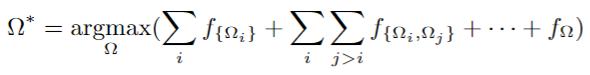 Ω* = argmax_Ω(∑_i f_{Ω_i} + ∑_i ∑_{j>i} f_{Ω_i,Ω_j} + ⋯ + f_Ω)